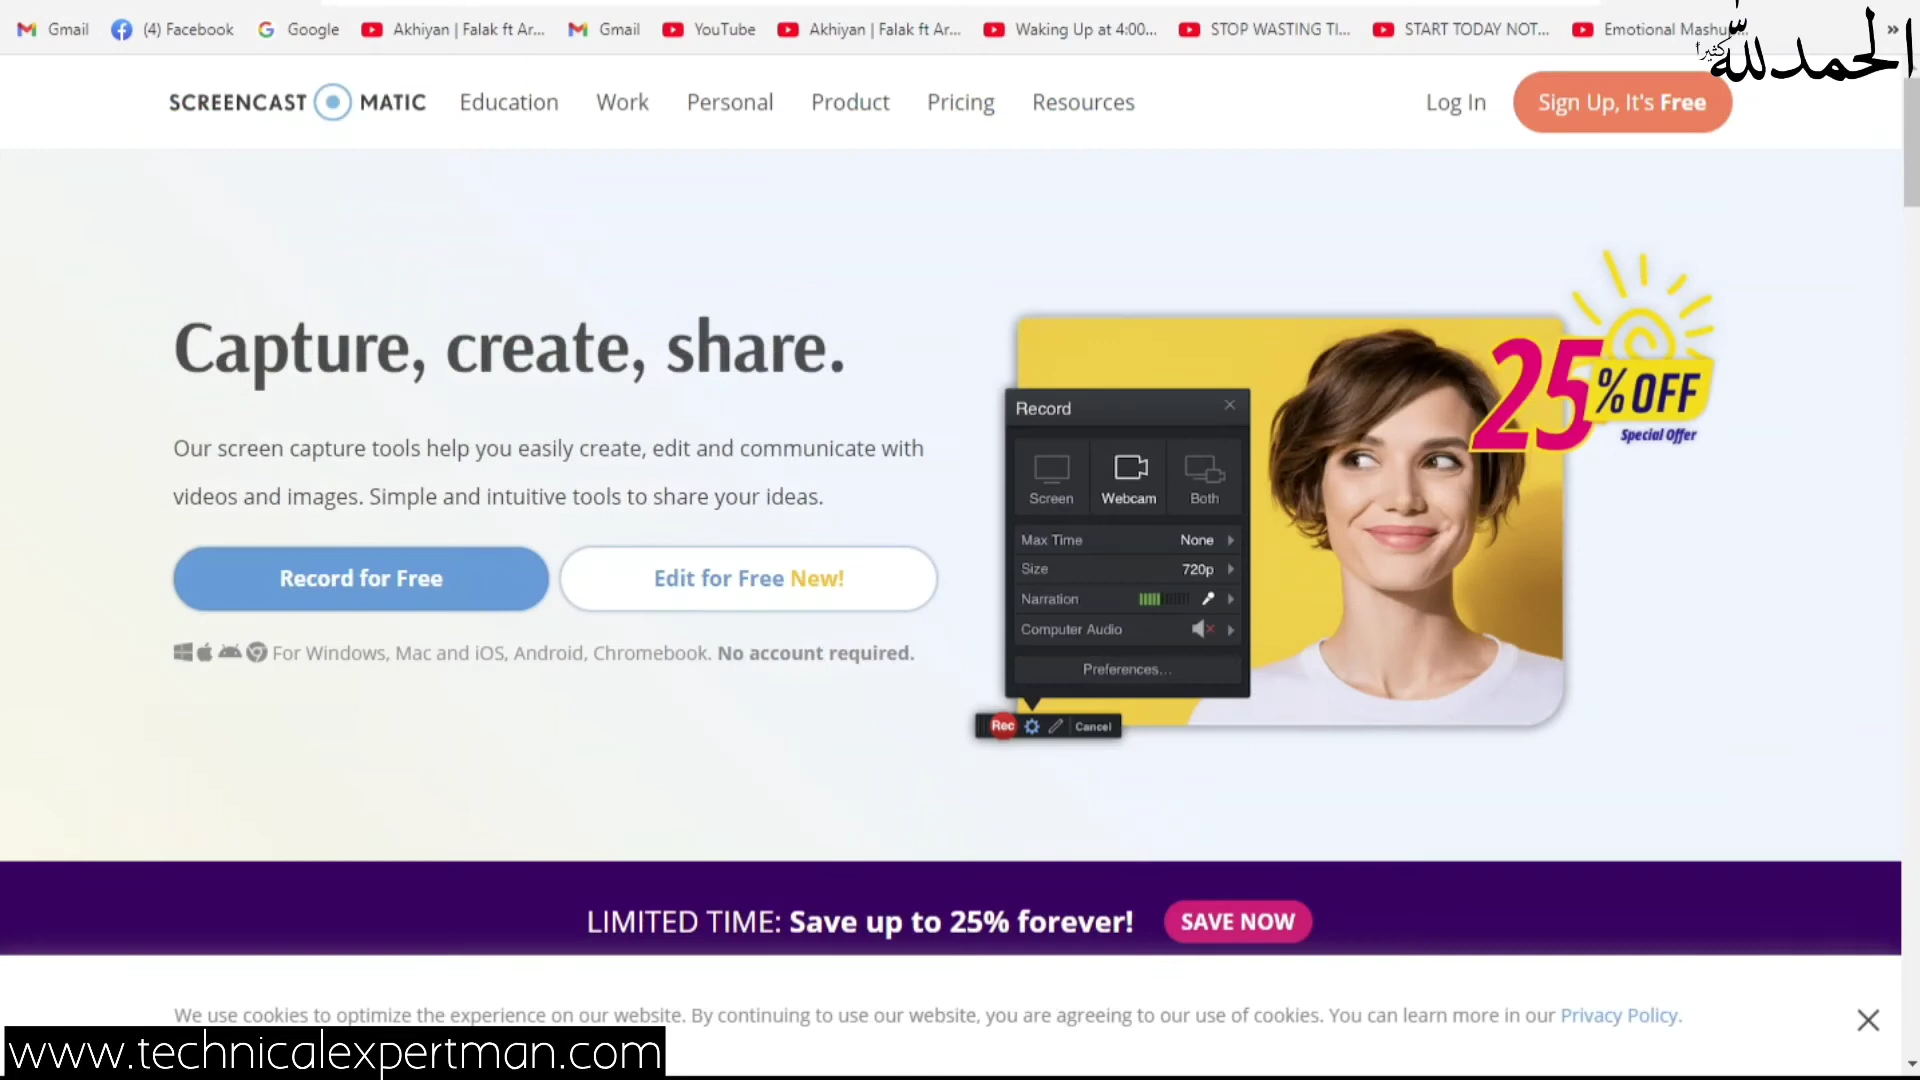 Gmail (4) Facebook Google Akhiyan | Falak ft Ar... Gmail YouTube Akhiyan | Falak ft Ar... Waking Up at 4:00... STOP WASTING TI... START TODAY NOT... Emotional Mashup... »
الحمدلله كثيرا
SCREENCAST MATIC Education Work Personal Product Pricing Resources Log In Sign Up, It's Free
Capture, create, share.
Our screen capture tools help you easily create, edit and communicate with
videos and images. Simple and intuitive tools to share your ideas.
Record for Free Edit for Free New!
For Windows, Mac and iOS, Android, Chromebook. No account required.
25% OFF
Special Offer
Record
Screen Webcam Both
Max Time None
Size 720p
Narration
Computer Audio
Preferences...
Rec Cancel
LIMITED TIME: Save up to 25% forever! SAVE NOW
We use cookies to optimize the experience on our website. By continuing to use our website, you are agreeing to our use of cookies. You can learn more in our Privacy Policy.
www.technicalexpertman.com